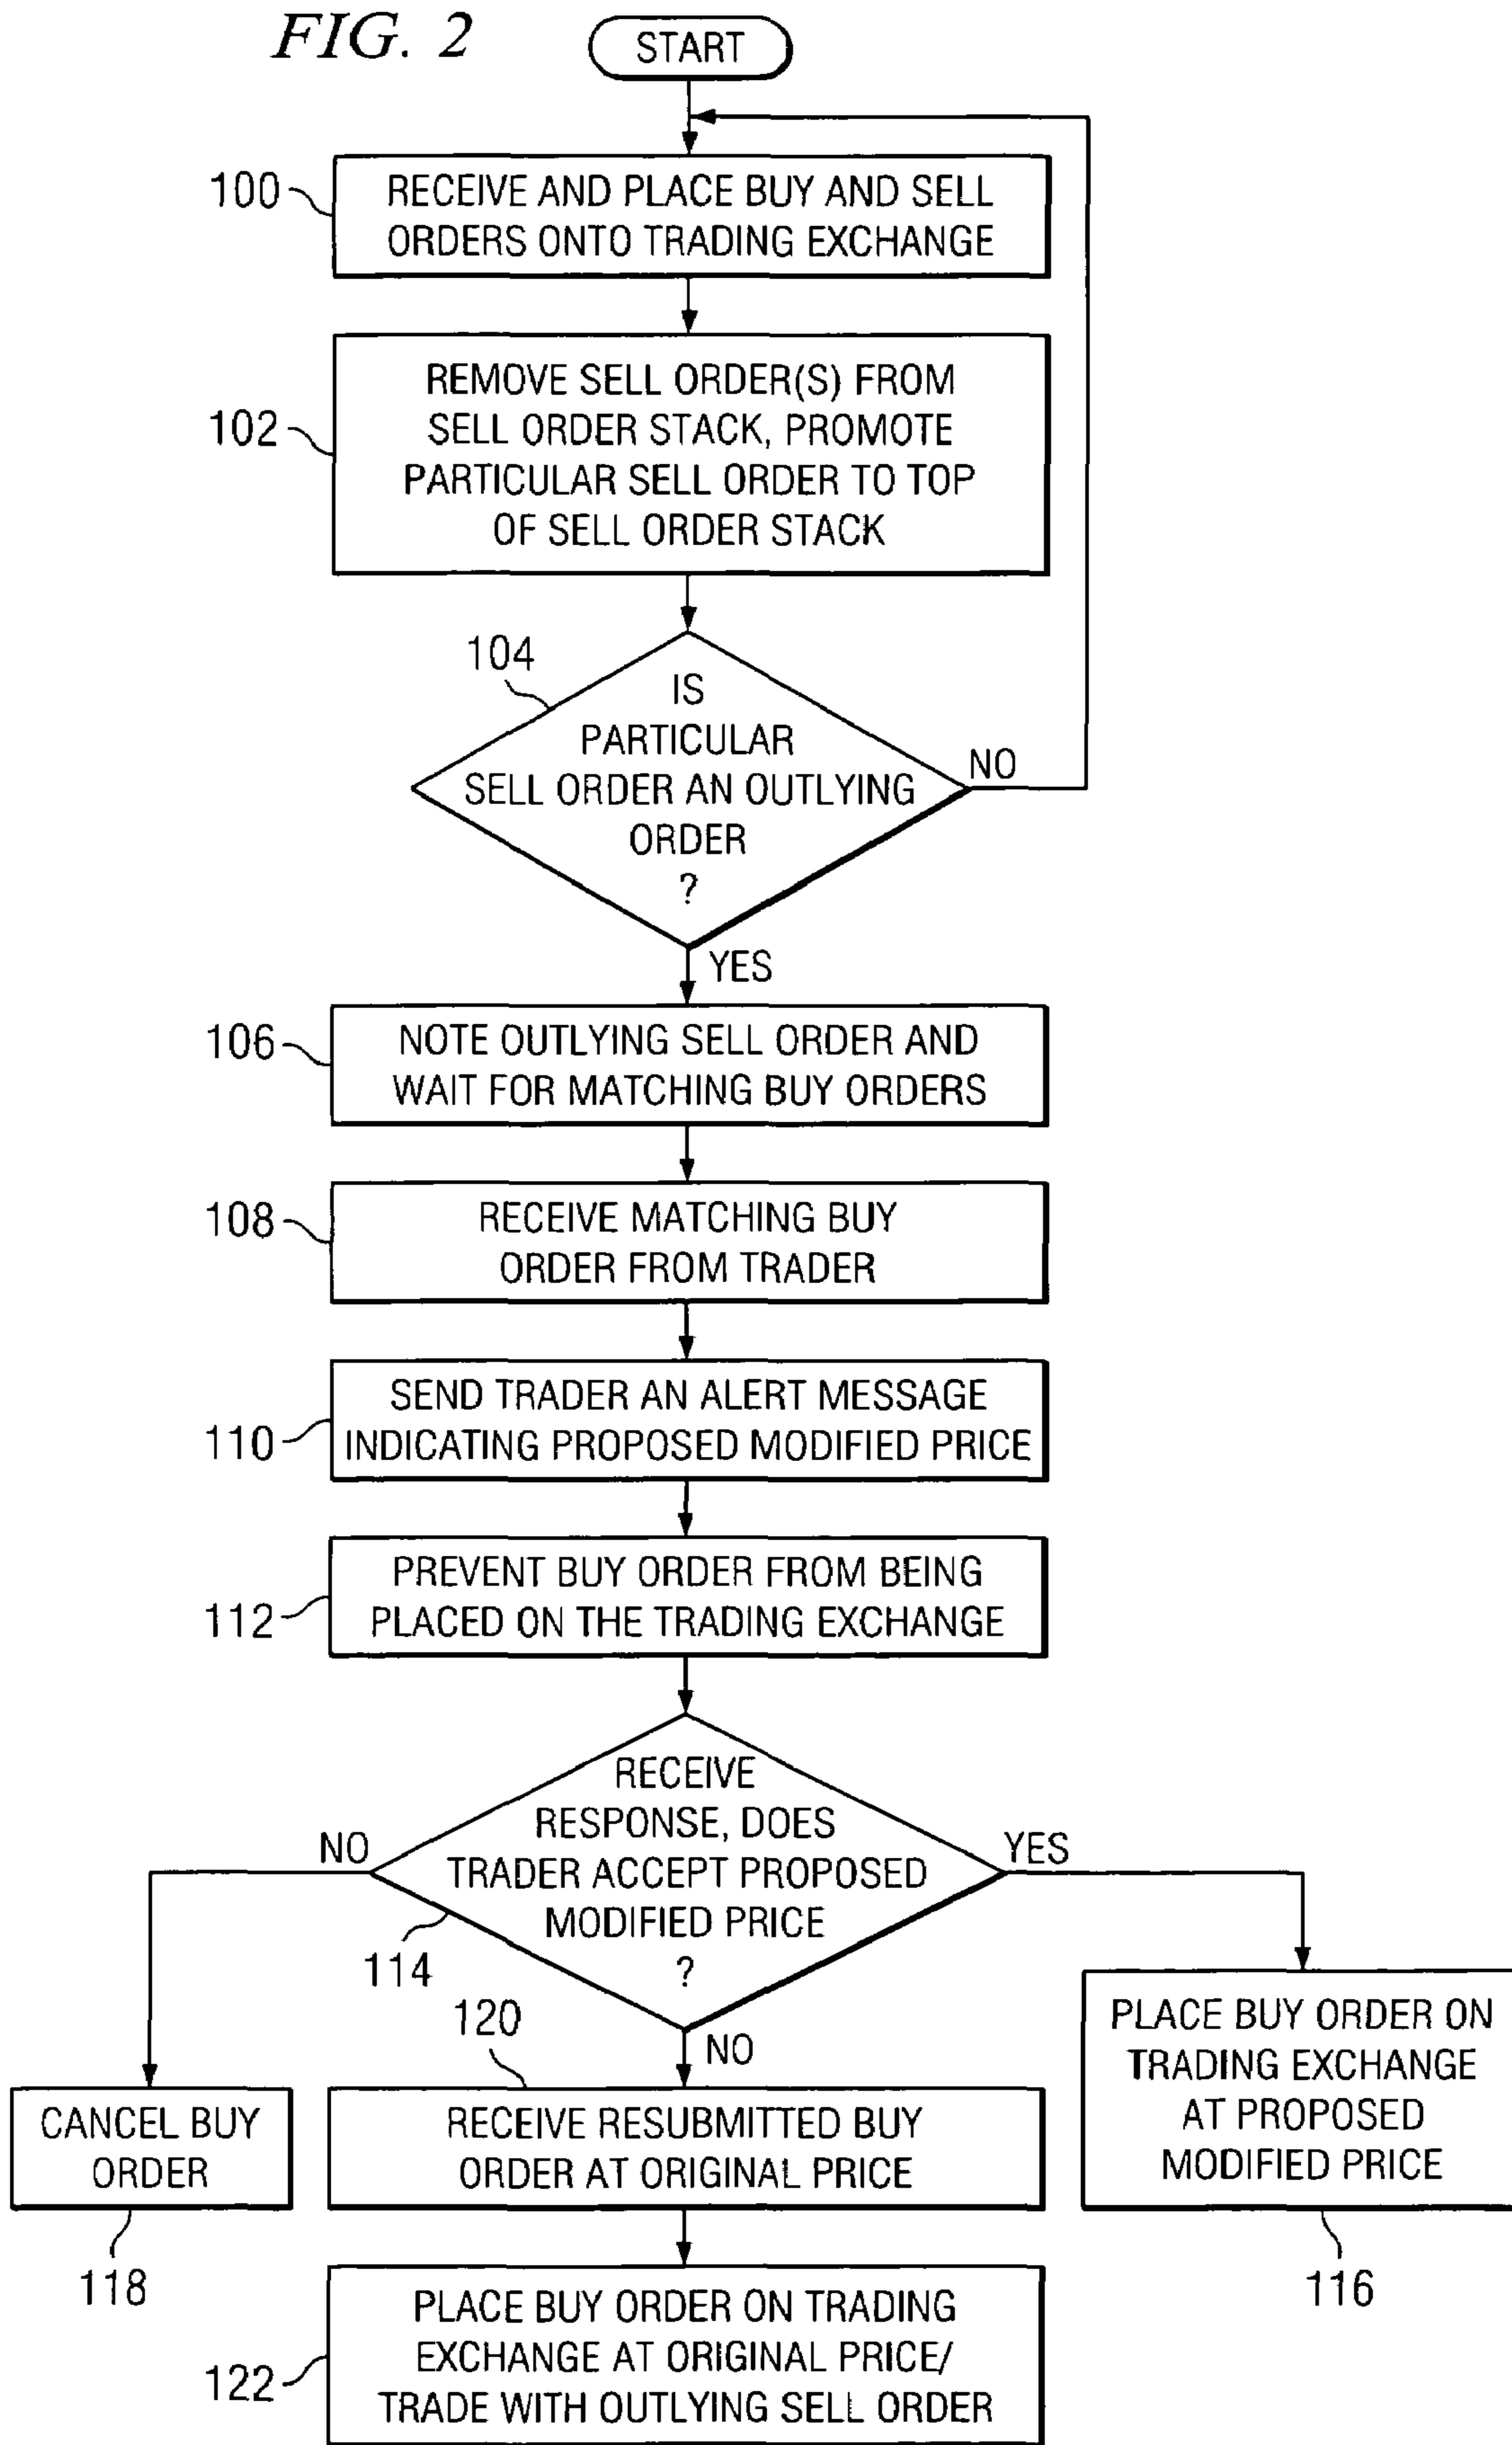 FIG. 2
START
100
RECEIVE AND PLACE BUY AND SELL
ORDERS ONTO TRADING EXCHANGE
102
REMOVE SELL ORDER(S) FROM
SELL ORDER STACK, PROMOTE
PARTICULAR SELL ORDER TO TOP
OF SELL ORDER STACK
104
IS
PARTICULAR
SELL ORDER AN OUTLYING
ORDER
?
NO
YES
106
NOTE OUTLYING SELL ORDER AND
WAIT FOR MATCHING BUY ORDERS
108
RECEIVE MATCHING BUY
ORDER FROM TRADER
110
SEND TRADER AN ALERT MESSAGE
INDICATING PROPOSED MODIFIED PRICE
112
PREVENT BUY ORDER FROM BEING
PLACED ON THE TRADING EXCHANGE
114
RECEIVE
RESPONSE, DOES
TRADER ACCEPT PROPOSED
MODIFIED PRICE
?
NO
YES
NO
CANCEL BUY
ORDER
118
120
RECEIVE RESUBMITTED BUY
ORDER AT ORIGINAL PRICE
PLACE BUY ORDER ON
TRADING EXCHANGE
AT PROPOSED
MODIFIED PRICE
116
122
PLACE BUY ORDER ON TRADING
EXCHANGE AT ORIGINAL PRICE/
TRADE WITH OUTLYING SELL ORDER